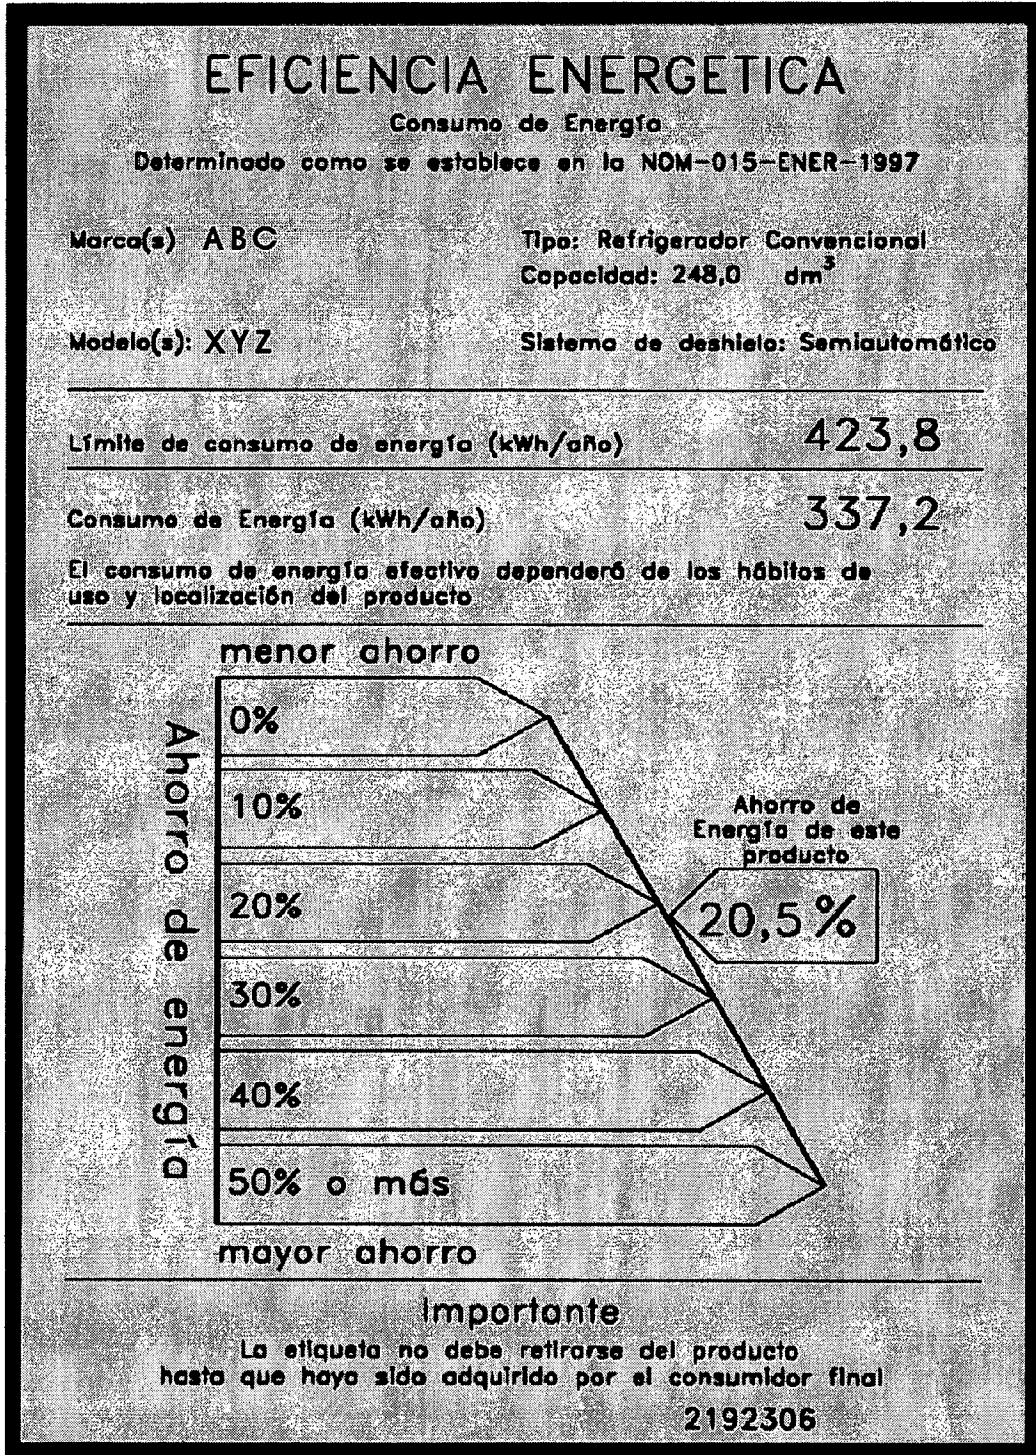 EFICIENCIA ENERGETICA
Consumo de Energía
Determinado como se establece en la NOM-015-ENER-1997
Marca(s) ABC
Tipo: Refrigerador Convencional
Capacidad: 248,0 dm³
Modelo(s): XYZ
Sistema de deshielo: Semiautomático
Límite de consumo de energía (kWh/año) 423,8
Consumo de Energía (kWh/año) 337,2
El consumo de energía efectivo dependerá de los hábitos de
uso y localización del producto
menor ahorro
Ahorro de energía
0%
10%
20%
30%
40%
50% o más
Ahorro de
Energía de este
producto
20,5%
mayor ahorro
Importante
La etiqueta no debe retirarse del producto
hasta que haya sido adquirido por el consumidor final
2192306